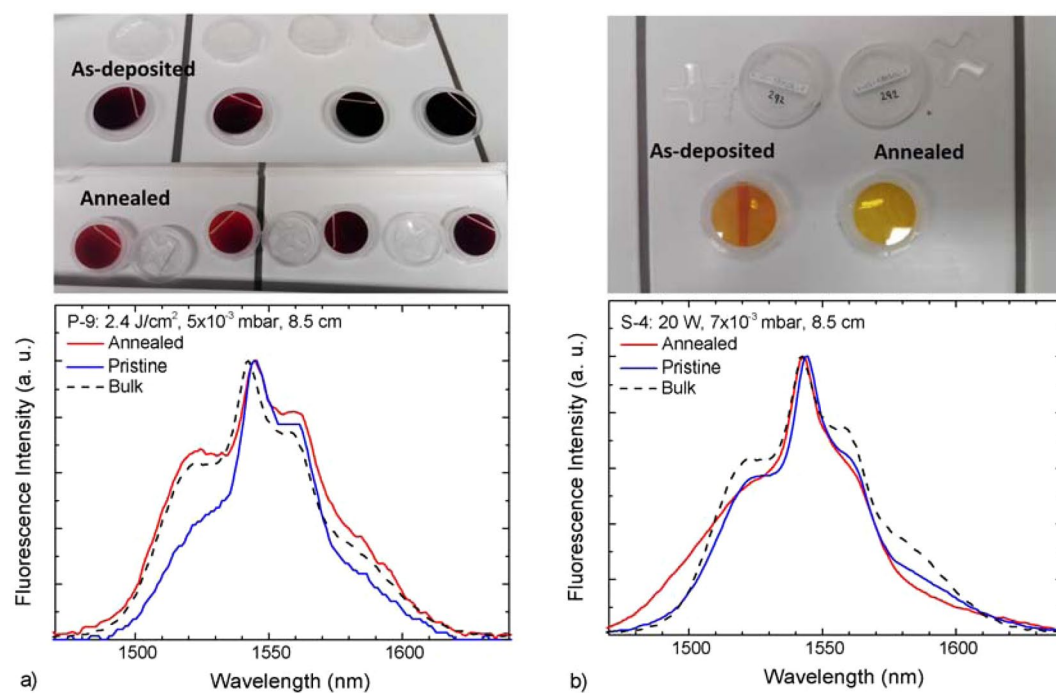 As-deposited
Annealed
P-9: 2.4 J/cm², 5x10⁻³ mbar, 8.5 cm
Annealed
Pristine
Bulk
Fluorescence Intensity (a. u.)
1500 1550 1600
Wavelength (nm)
a)
292
292
As-deposited Annealed
S-4: 20 W, 7x10⁻³ mbar, 8.5 cm
Annealed
Pristine
Bulk
Fluorescence Intensity (a. u.)
1500 1550 1600
Wavelength (nm)
b)